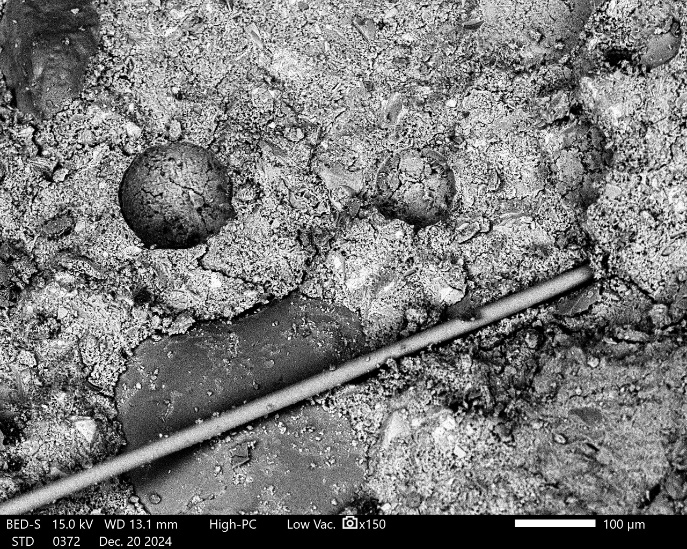 BED-S 15.0 kV WD 13.1 mm High-PC Low Vac. x150 100 µm
STD 0372 Dec. 20 2024